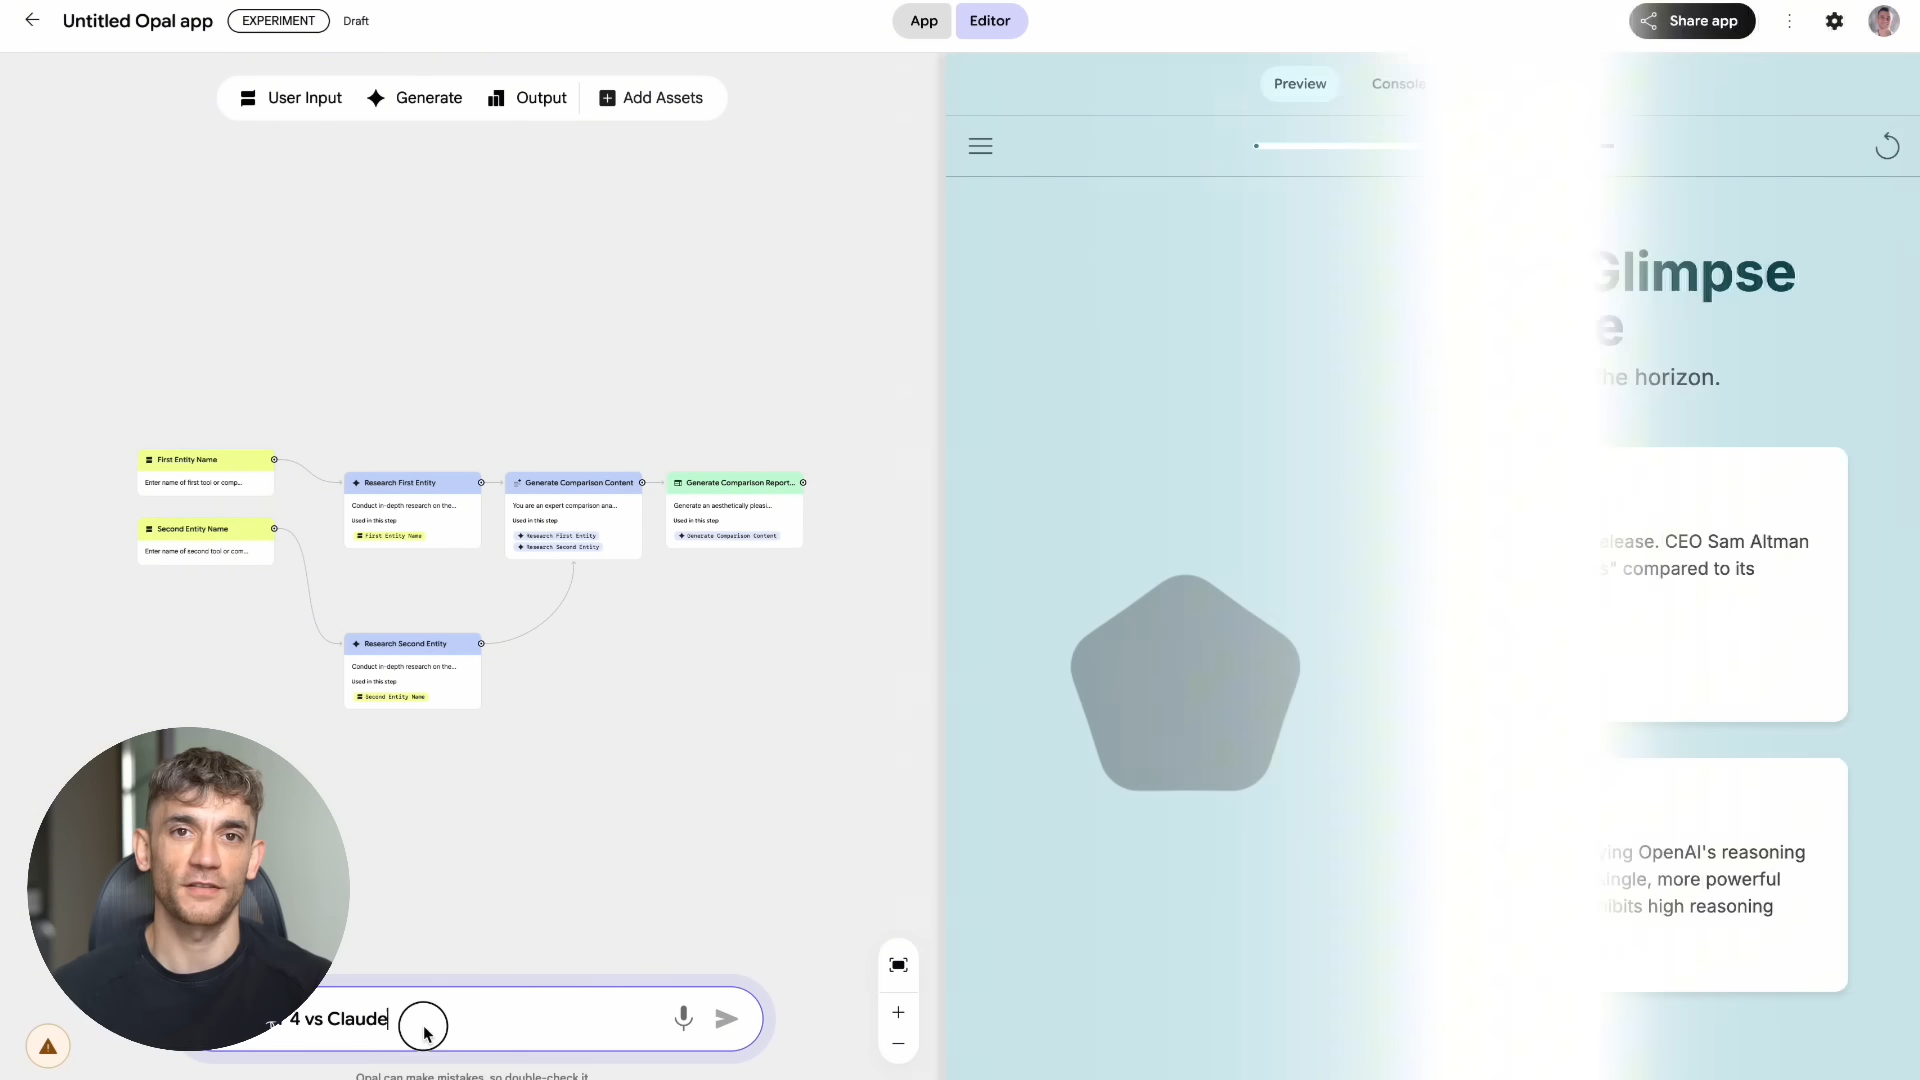 Untitled Opal app
EXPERIMENT
Draft
App
Editor
Share app
User Input
Generate
Output
Add Assets
Preview
Console
Glimpse
e
he horizon.
First Entity Name
Enter name of first tool or comp...
Second Entity Name
Enter name of second tool or com...
Research First Entity
Conduct in-depth research on the...
Used in this step
First Entity Name
Generate Comparison Content
You are an expert comparison ana...
Used in this step
Research First Entity
Research Second Entity
Generate Comparison Report...
Generate an aesthetically pleasi...
Used in this step
Generate Comparison Content
Research Second Entity
Conduct in-depth research on the...
Used in this step
Second Entity Name
elease. CEO Sam Altman
s" compared to its
ying OpenAI's reasoning
single, more powerful
hibits high reasoning
4 vs Claude
Opal can make mistakes, so double-check it